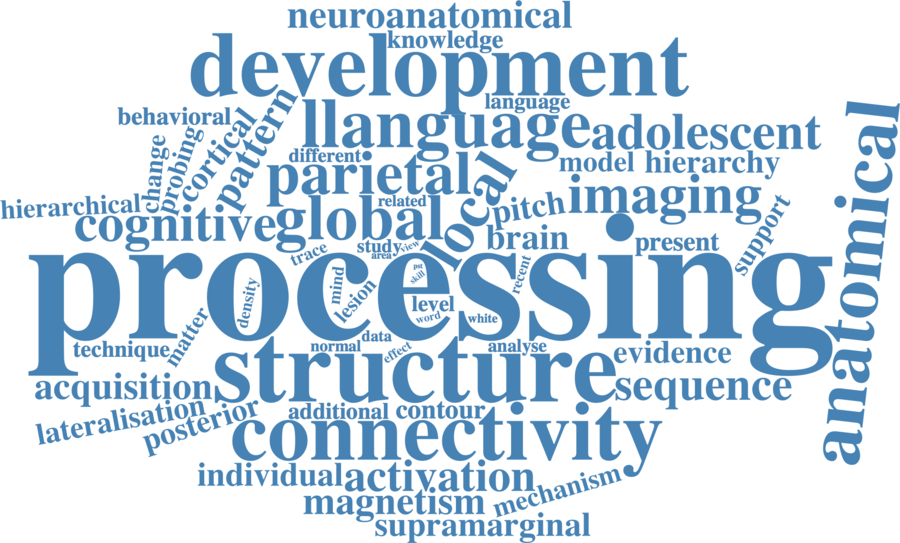 neuroanatomical
knowledge
development
language
behavioral
change
probing
cortical
pattern
llanguage
adolescent
different
parietal
model
hierarchy
hierarchical
related
cognitive
global
local
pitch
imaging
support
anatomical
trace
study
area
view
brain
present
processing
put
skill
mind
lesion
density
level
word
white
recent
technique
matter
normal
data
effect
analyse
evidence
structure
acquisition
sequence
lateralisation
posterior
additional
contour
connectivity
individual
activation
mechanism
magnetism
supramarginal